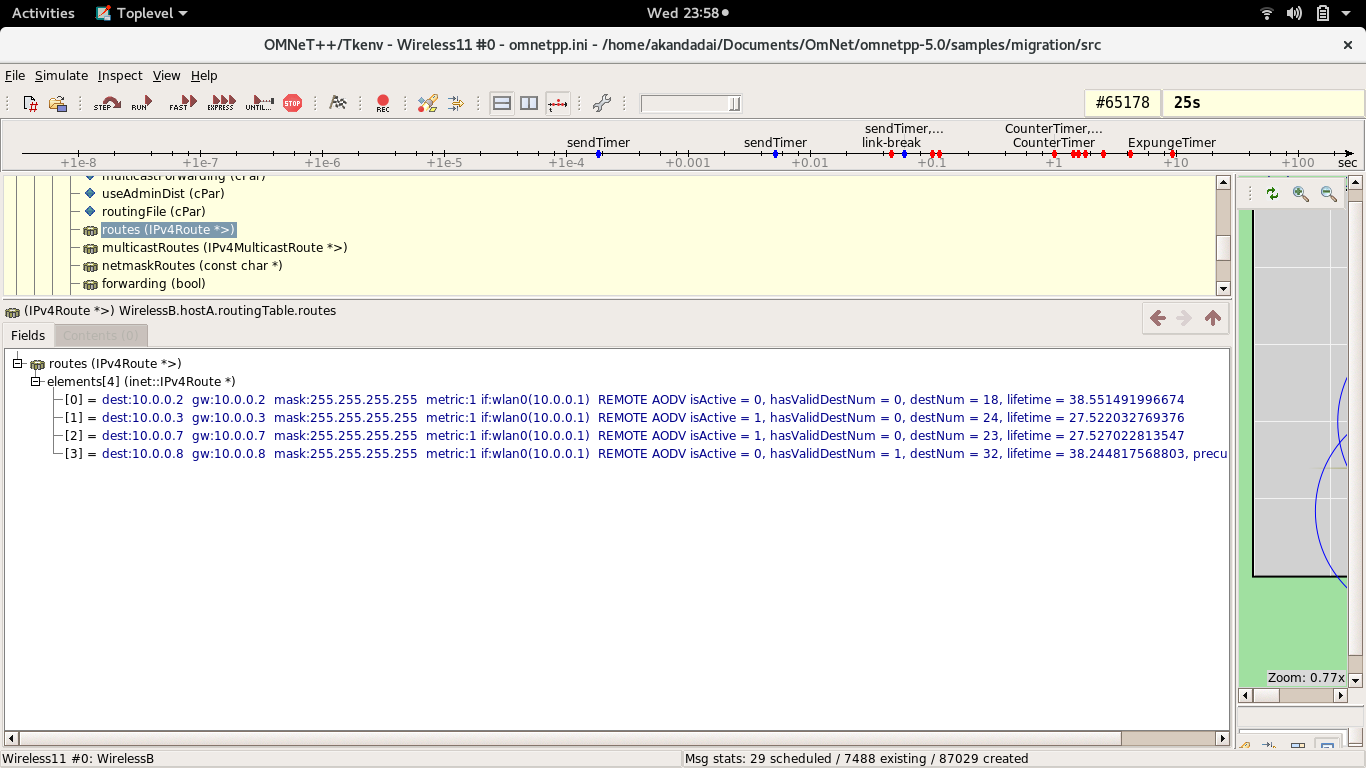 Activities Toplevel Wed 23:58
OMNeT++/Tkenv - Wireless11 #0 - omnetpp.ini - /home/akandadai/Documents/OmNet/omnetpp-5.0/samples/migration/src
File Simulate Inspect View Help
STEP RUN FAST EXPRESS UNTIL... STOP REC #65178 25s
sendTimer,... CounterTimer,...
sendTimer sendTimer link-break CounterTimer ExpungeTimer
+1e-8 +1e-7 +1e-6 +1e-5 +1e-4 +0.001 +0.01 +0.1 +1 +10 +100 sec
multicastForwarding (cPar)
useAdminDist (cPar)
routingFile (cPar)
routes (IPv4Route *>)
multicastRoutes (IPv4MulticastRoute *>)
netmaskRoutes (const char *)
forwarding (bool)
(IPv4Route *>) WirelessB.hostA.routingTable.routes
Fields Contents (0)
routes (IPv4Route *>)
elements[4] (inet::IPv4Route *)
[0] = dest:10.0.0.2 gw:10.0.0.2 mask:255.255.255.255 metric:1 if:wlan0(10.0.0.1) REMOTE AODV isActive = 0, hasValidDestNum = 0, destNum = 18, lifetime = 38.551491996674
[1] = dest:10.0.0.3 gw:10.0.0.3 mask:255.255.255.255 metric:1 if:wlan0(10.0.0.1) REMOTE AODV isActive = 1, hasValidDestNum = 0, destNum = 24, lifetime = 27.522032769376
[2] = dest:10.0.0.7 gw:10.0.0.7 mask:255.255.255.255 metric:1 if:wlan0(10.0.0.1) REMOTE AODV isActive = 1, hasValidDestNum = 0, destNum = 23, lifetime = 27.527022813547
[3] = dest:10.0.0.8 gw:10.0.0.8 mask:255.255.255.255 metric:1 if:wlan0(10.0.0.1) REMOTE AODV isActive = 0, hasValidDestNum = 1, destNum = 32, lifetime = 38.244817568803, precu
Zoom: 0.77x
Wireless11 #0: WirelessB Msg stats: 29 scheduled / 7488 existing / 87029 created